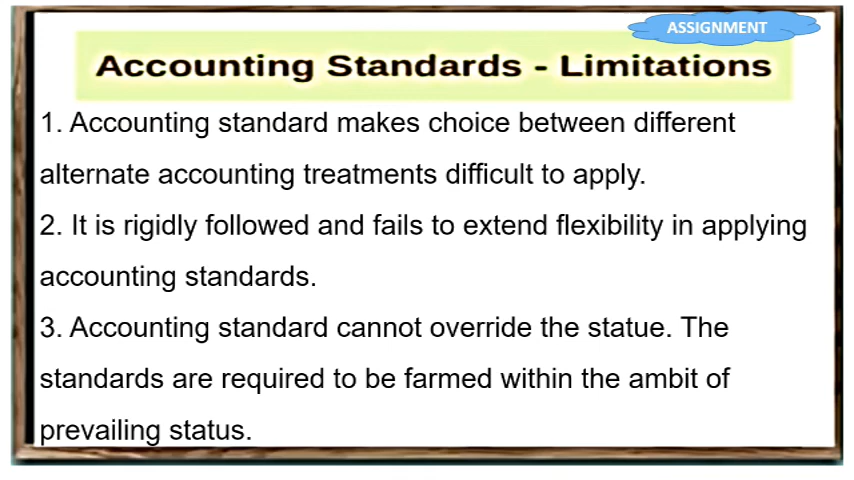 ASSIGNMENT
Accounting Standards - Limitations
1. Accounting standard makes choice between different
alternate accounting treatments difficult to apply.
2. It is rigidly followed and fails to extend flexibility in applying
accounting standards.
3. Accounting standard cannot override the statue. The
standards are required to be farmed within the ambit of
prevailing status.